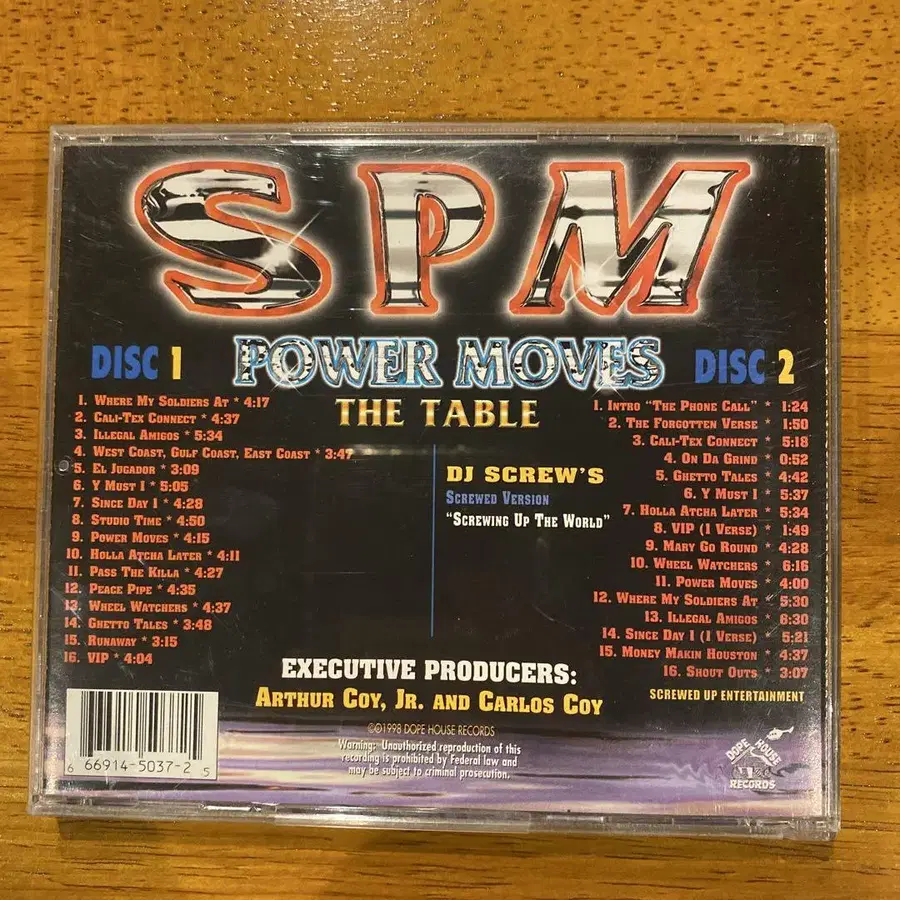 SPM
POWER MOVES
THE TABLE
DISC 1
1. WHERE MY SOLDIERS AT * 4:17
2. CALI-TEX CONNECT * 4:37
3. ILLEGAL AMIGOS * 5:34
4. WEST COAST, GULF COAST, EAST COAST * 3:47
5. EL JUGADOR * 3:09
6. Y MUST I * 5:05
7. SINCE DAY 1 * 4:28
8. STUDIO TIME * 4:50
9. POWER MOVES * 4:15
10. HOLLA ATCHA LATER * 4:11
11. PASS THE KILLA * 4:27
12. PEACE PIPE * 4:35
13. WHEEL WATCHERS * 4:37
14. GHETTO TALES * 3:48
15. RUNAWAY * 3:15
16. VIP * 4:04
DJ SCREW'S
SCREWED VERSION
"SCREWING UP THE WORLD"
DISC 2
1. INTRO "THE PHONE CALL" * 1:24
2. THE FORGOTTEN VERSE * 1:50
3. CALI-TEX CONNECT * 5:18
4. ON DA GRIND * 0:52
5. GHETTO TALES * 4:42
6. Y MUST I * 5:37
7. HOLLA ATCHA LATER * 5:34
8. VIP (1 VERSE) * 1:49
9. MARY GO ROUND * 4:28
10. WHEEL WATCHERS * 6:16
11. POWER MOVES * 4:00
12. WHERE MY SOLDIERS AT * 5:30
13. ILLEGAL AMIGOS * 6:30
14. SINCE DAY 1 (1 VERSE) * 5:21
15. MONEY MAKIN HOUSTON * 4:37
16. SHOUT OUTS * 3:07
SCREWED UP ENTERTAINMENT
EXECUTIVE PRODUCERS:
ARTHUR COY, JR. AND CARLOS COY
©℗1998 DOPE HOUSE RECORDS
Warning: Unauthorized reproduction of this
recording is prohibited by Federal law and
may be subject to criminal prosecution.
6 66914-5037-2 5
DOPE HOUSE
RECORDS